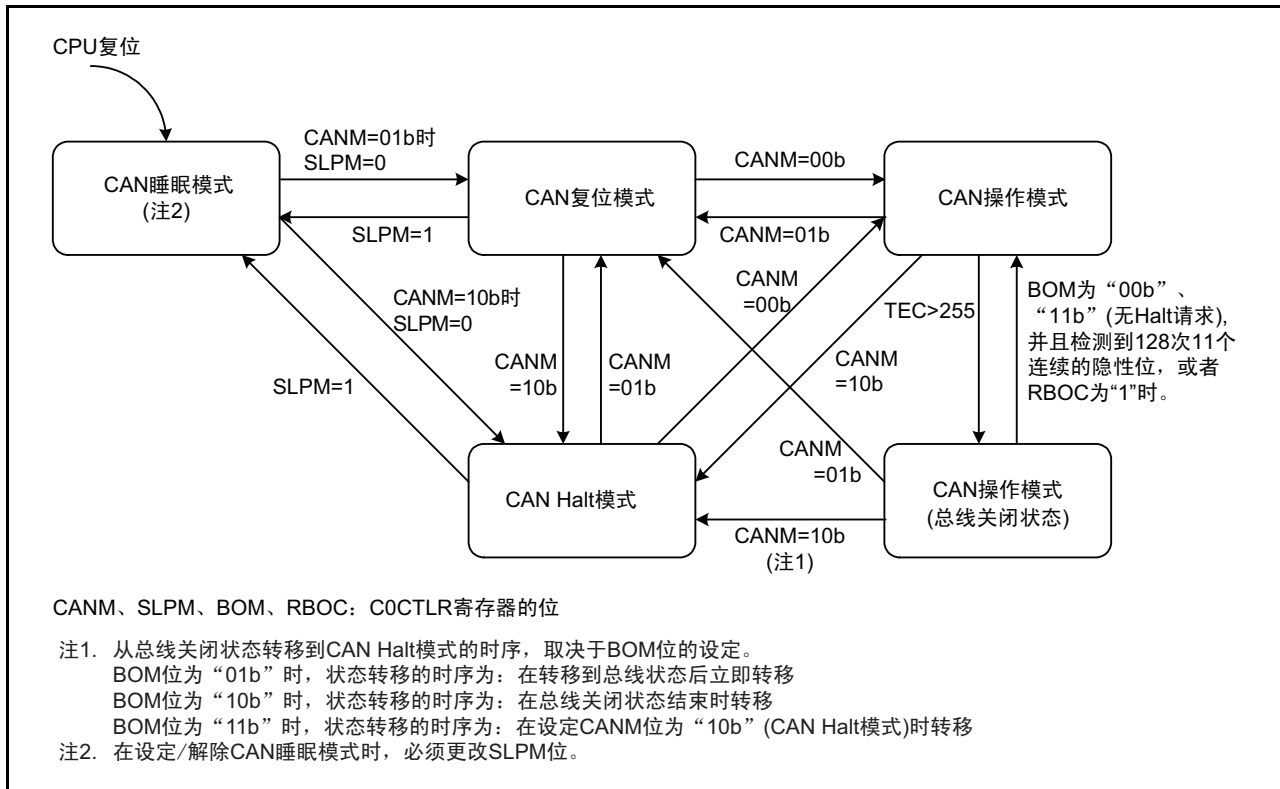 CPU复位
CANM=01b时
SLPM=0
CANM=00b
CAN睡眠模式
(注2)
CAN复位模式
CAN操作模式
SLPM=1
CANM=01b
CANM=10b时
SLPM=0
CANM
=00b
TEC>255
BOM为“00b”、
“11b”(无Halt请求),
并且检测到128次11个
连续的隐性位，或者
RBOC为“1”时。
SLPM=1
CANM
=10b
CANM
=01b
CANM
=10b
CANM
=01b
CAN Halt模式
CAN操作模式
(总线关闭状态)
CANM=10b
(注1)
CANM、SLPM、BOM、RBOC：C0CTLR寄存器的位
注1. 从总线关闭状态转移到CAN Halt模式的时序，取决于BOM位的设定。
BOM位为“01b”时，状态转移的时序为：在转移到总线状态后立即转移
BOM位为“10b”时，状态转移的时序为：在总线关闭状态结束时转移
BOM位为“11b”时，状态转移的时序为：在设定CANM位为“10b”(CAN Halt模式)时转移
注2. 在设定/解除CAN睡眠模式时，必须更改SLPM位。